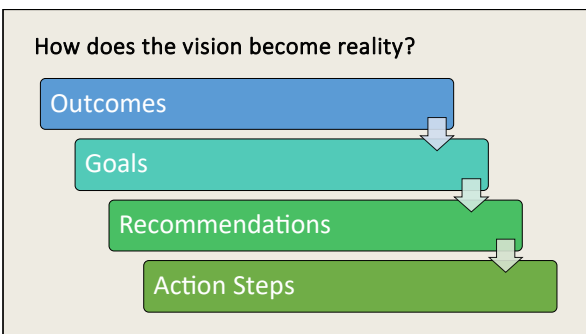 How does the vision become reality?
Outcomes
Goals
Recommendations
Action Steps